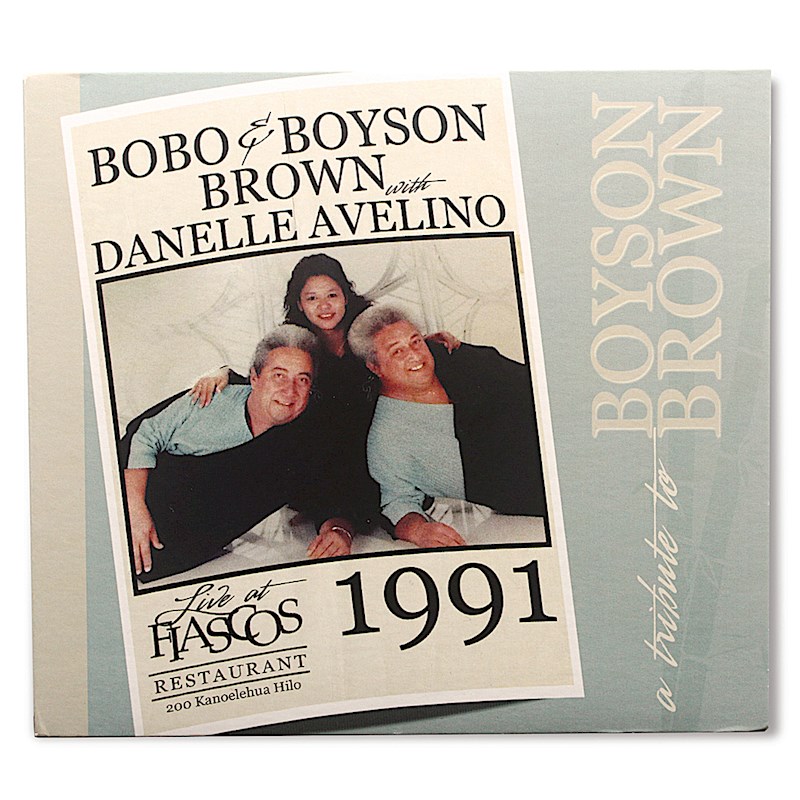 BOBO & BOYSON
BROWN with
DANELLE AVELINO
Live at
FIASCOS
RESTAURANT
200 Kanoelehua Hilo
1991
a tribute to
BOYSON
BROWN